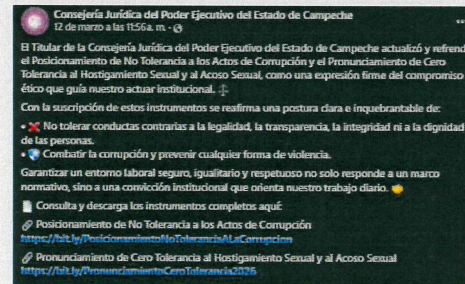 Consejería Jurídica del Poder Ejecutivo del Estado de Campeche
12 de marzo a las 11:56 a. m. ·
El Titular de la Consejería Jurídica del Poder Ejecutivo del Estado de Campeche actualizó y refrend
el Posicionamiento de No Tolerancia a los Actos de Corrupción y el Pronunciamiento de Cero
Tolerancia al Hostigamiento Sexual y al Acoso Sexual, como una expresión firme del compromiso
ético que guía nuestro actuar institucional. ⚖️
Con la suscripción de estos instrumentos se reafirma una postura clara e inquebrantable de:
• ❌ No tolerar conductas contrarias a la legalidad, la transparencia, la integridad ni a la dignidad
de las personas.
• 🛡️ Combatir la corrupción y prevenir cualquier forma de violencia.
Garantizar un entorno laboral seguro, igualitario y respetuoso no solo responde a un marco
normativo, sino a una convicción institucional que orienta nuestro trabajo diario. 🤝
📄 Consulta y descarga los instrumentos completos aquí:
🔗 Posicionamiento de No Tolerancia a los Actos de Corrupción
https://bit.ly/PosicionamientoNoToleranciaALaCorrupcion
🔗 Pronunciamiento de Cero Tolerancia al Hostigamiento Sexual y al Acoso Sexual
https://bit.ly/PronunciamientoCeroTolerancia2026